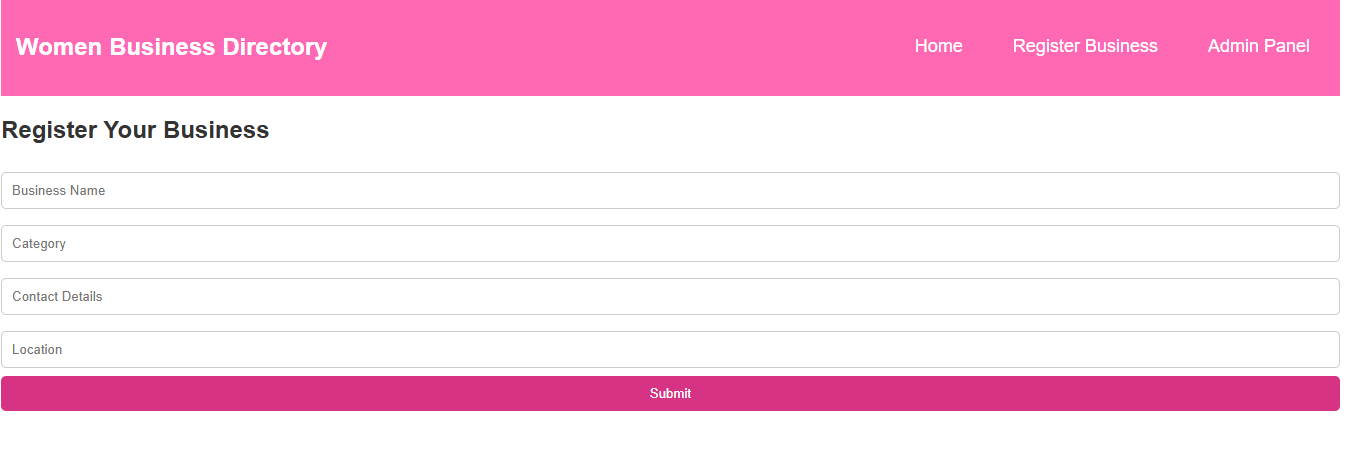 Women Business Directory Home Register Business Admin Panel
Register Your Business
Business Name
Category
Contact Details
Location
Submit